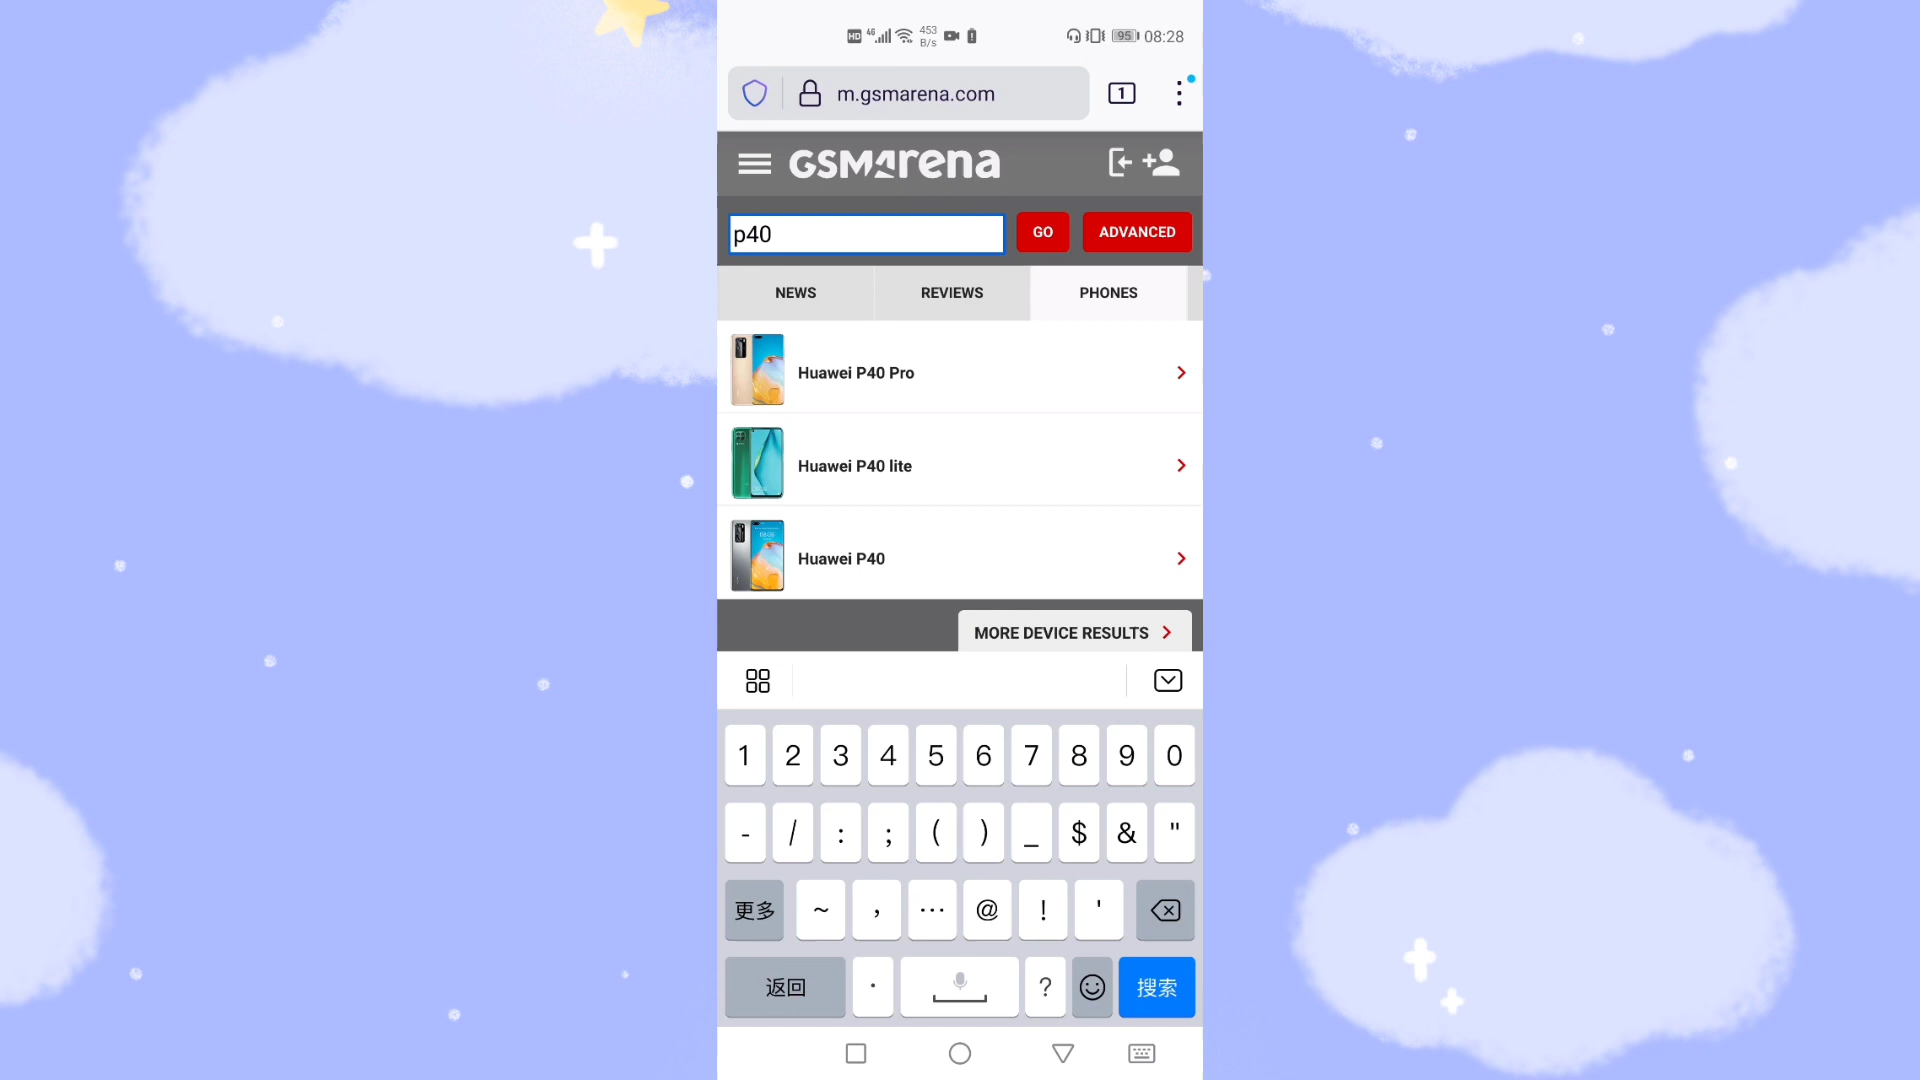 HD 4G 453 B/s 95 08:28
m.gsmarena.com 1
GSMArena
p40 GO ADVANCED
NEWS REVIEWS PHONES
Huawei P40 Pro
Huawei P40 lite
Huawei P40
MORE DEVICE RESULTS
1 2 3 4 5 6 7 8 9 0
- / : ; ( ) _ $ & "
更多 ~ , … @ ! '
返回 · ? 搜索